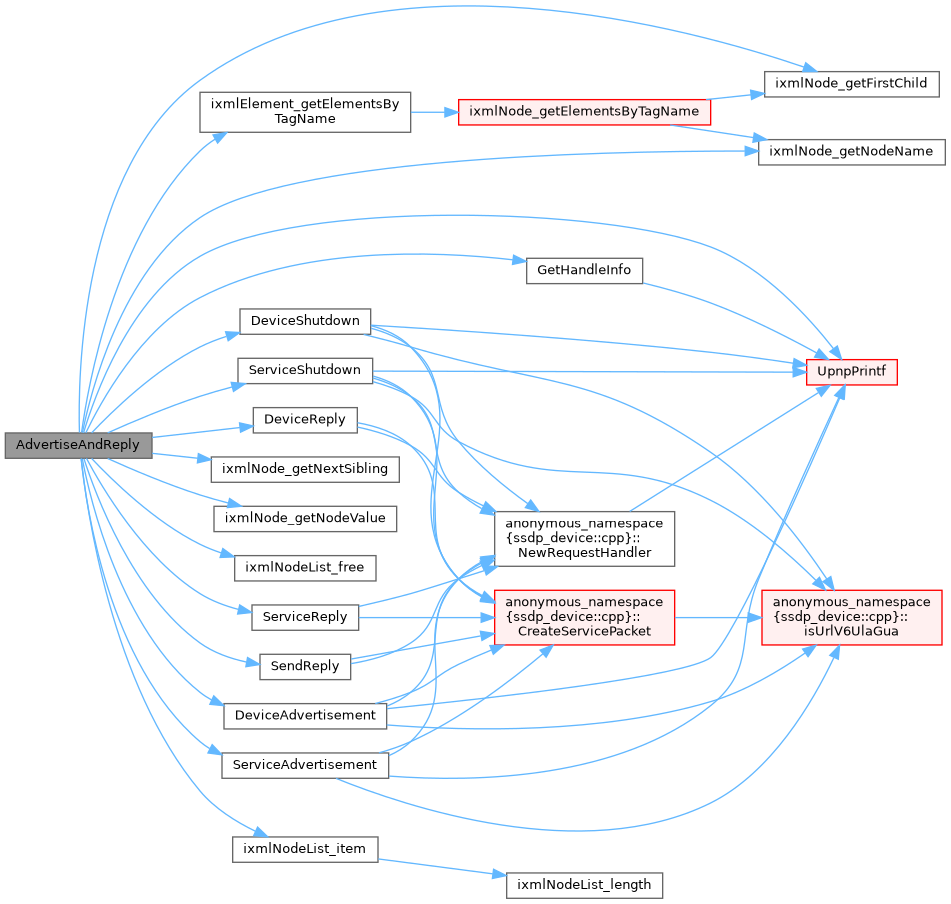 ixmlNode_getFirstChild
ixmlElement_getElementsBy
TagName
ixmlNode_getElementsByTagName
ixmlNode_getNodeName
GetHandleInfo
DeviceShutdown
ServiceShutdown
UpnpPrintf
DeviceReply
AdvertiseAndReply
ixmlNode_getNextSibling
ixmlNode_getNodeValue
anonymous_namespace
{ssdp_device::cpp}::
NewRequestHandler
ixmlNodeList_free
ServiceReply
anonymous_namespace
{ssdp_device::cpp}::
CreateServicePacket
anonymous_namespace
{ssdp_device::cpp}::
isUrlV6UlaGua
SendReply
DeviceAdvertisement
ServiceAdvertisement
ixmlNodeList_item
ixmlNodeList_length